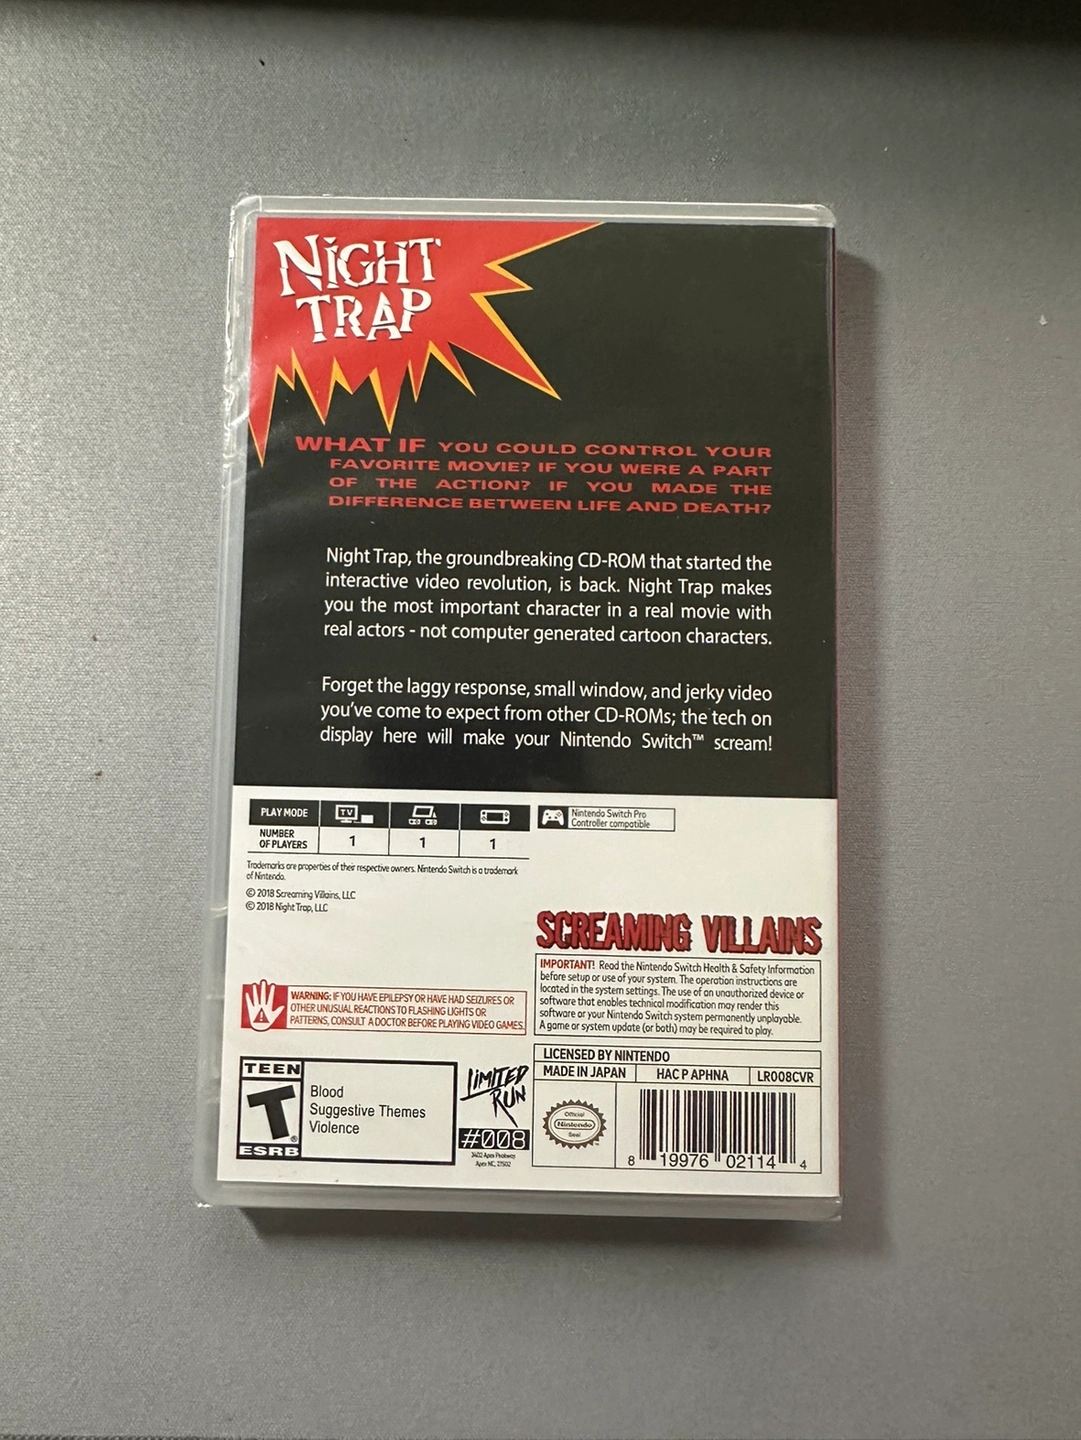 NiGHT
TRAP
WHAT IF YOU COULD CONTROL YOUR
FAVORITE MOVIE? IF YOU WERE A PART
OF THE ACTION? IF YOU MADE THE
DIFFERENCE BETWEEN LIFE AND DEATH?
Night Trap, the groundbreaking CD-ROM that started the
interactive video revolution, is back. Night Trap makes
you the most important character in a real movie with
real actors - not computer generated cartoon characters.
Forget the laggy response, small window, and jerky video
you've come to expect from other CD-ROMs; the tech on
display here will make your Nintendo Switch™ scream!
PLAY MODE TV
NUMBER
OF PLAYERS 1 1 1
Nintendo Switch Pro
Controller compatible
Trademarks are properties of their respective owners. Nintendo Switch is a trademark
of Nintendo.
© 2018 Screaming Villains, LLC
© 2018 Night Trap, LLC
SCREAMING VILLAINS
IMPORTANT! Read the Nintendo Switch Health & Safety Information
before setup or use of your system. The operation instructions are
located in the system settings. The use of an unauthorized device or
software that enables technical modification may render this
software or your Nintendo Switch system permanently unplayable.
A game or system update (or both) may be required to play.
WARNING: IF YOU HAVE EPILEPSY OR HAVE HAD SEIZURES OR
OTHER UNUSUAL REACTIONS TO FLASHING LIGHTS OR
PATTERNS, CONSULT A DOCTOR BEFORE PLAYING VIDEO GAMES.
TEEN
T
®
ESRB
Blood
Suggestive Themes
Violence
LIMITED
RUN
#008
3402 Apex Peakway
Apex NC, 27502
LICENSED BY NINTENDO
MADE IN JAPAN HAC P APHNA LR008CVR
Official
Nintendo
Seal
8 19976 02114 4